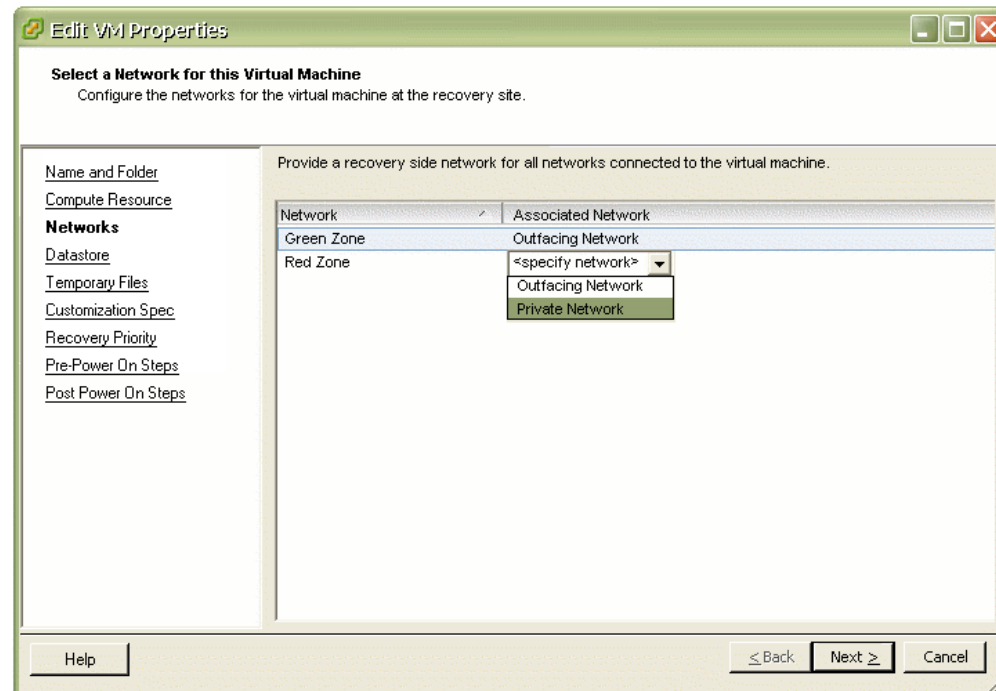 Edit VM Properties
Select a Network for this Virtual Machine
Configure the networks for the virtual machine at the recovery site.
Name and Folder
Compute Resource
Networks
Datastore
Temporary Files
Customization Spec
Recovery Priority
Pre-Power On Steps
Post Power On Steps
Provide a recovery side network for all networks connected to the virtual machine.
Network Associated Network
Green Zone Outfacing Network
Red Zone <specify network>
Outfacing Network
Private Network
Help
< Back
Next >
Cancel